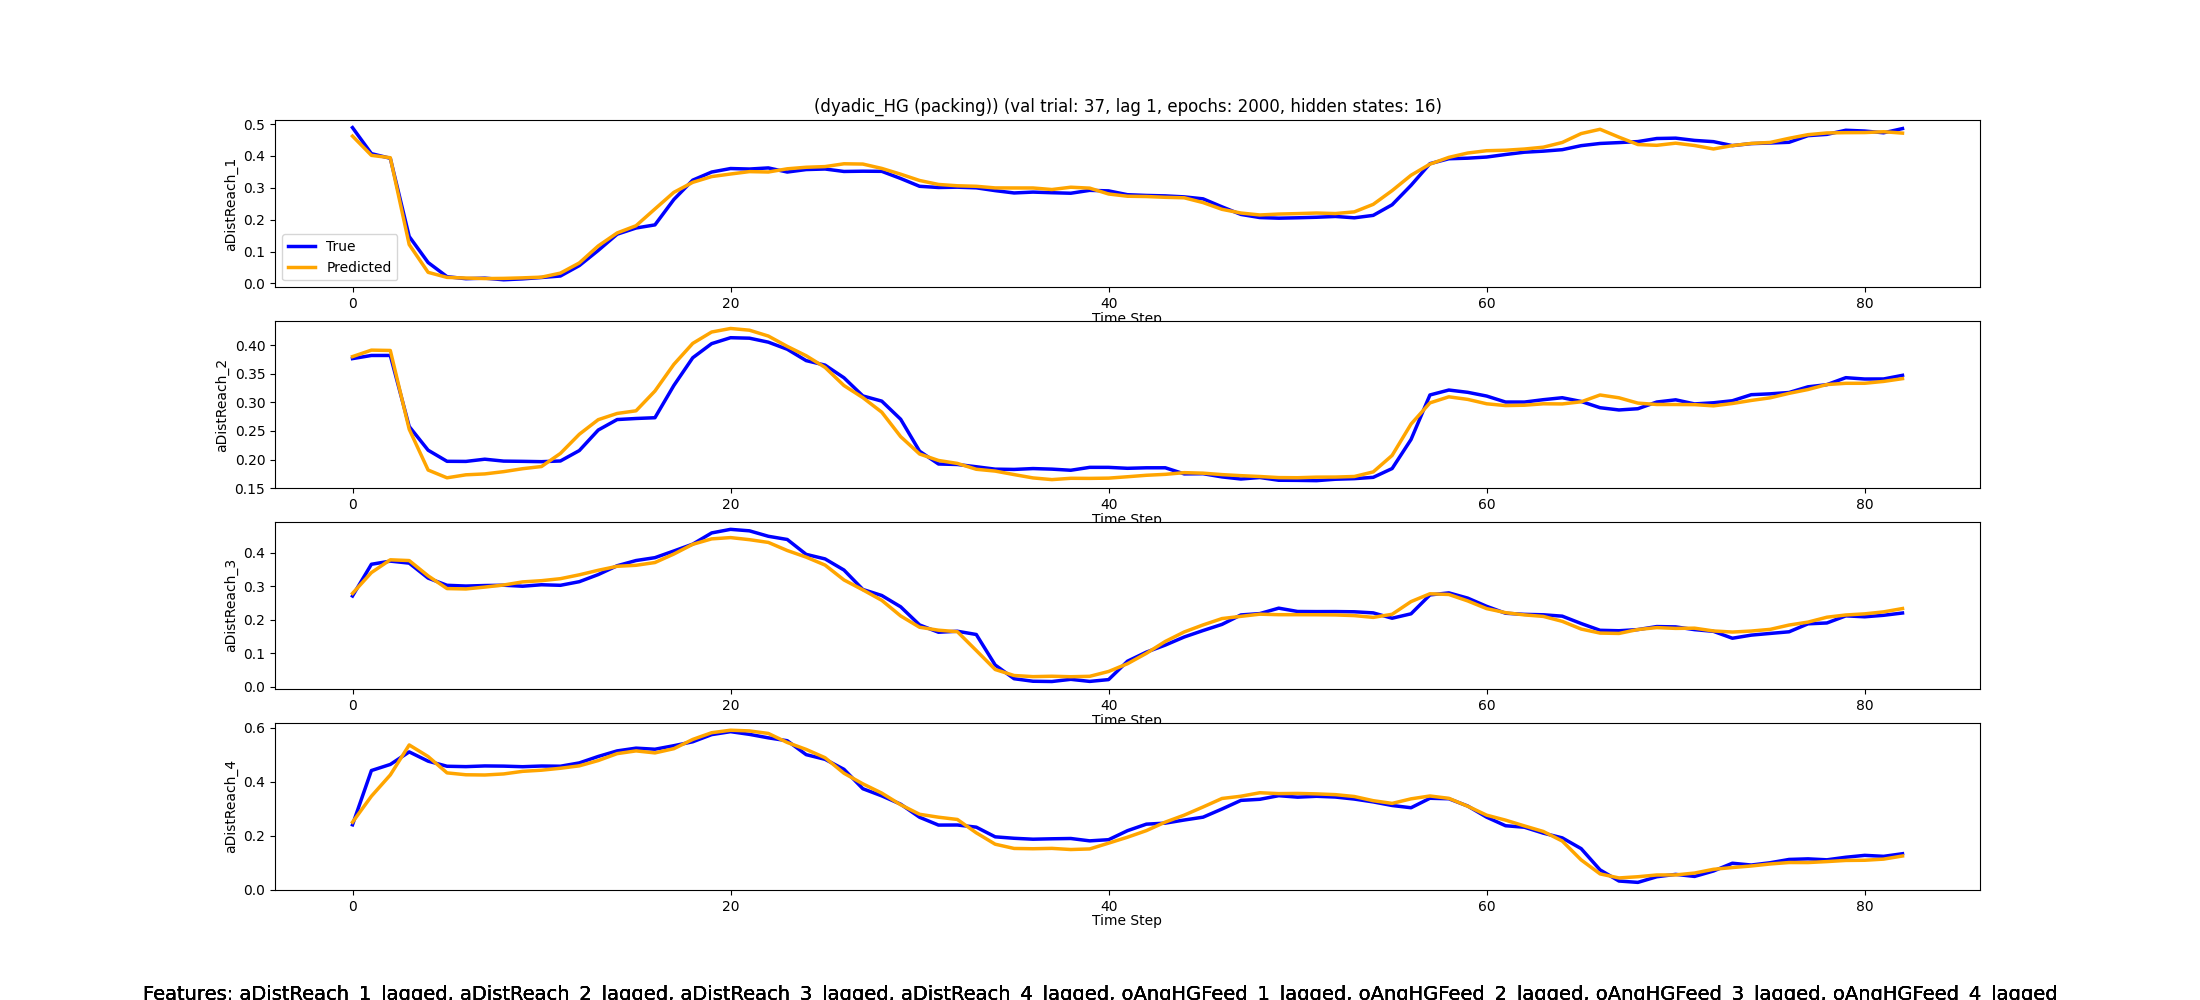 (dyadic_HG (packing)) (val trial: 37, lag 1, epochs: 2000, hidden states: 16)
aDistReach_1
0.5
0.4
0.3
0.2
0.1
0.0
True
Predicted
0 20 40 60 80
Time Step
aDistReach_2
0.40
0.35
0.30
0.25
0.20
0.15
0 20 40 60 80
Time Step
aDistReach_3
0.4
0.3
0.2
0.1
0.0
0 20 40 60 80
Time Step
aDistReach_4
0.6
0.4
0.2
0.0
0 20 40 60 80
Time Step
Features: aDistReach_1_lagged, aDistReach_2_lagged, aDistReach_3_lagged, aDistReach_4_lagged, oAngHGFeed_1_lagged, oAngHGFeed_2_lagged, oAngHGFeed_3_lagged, oAngHGFeed_4_lagged